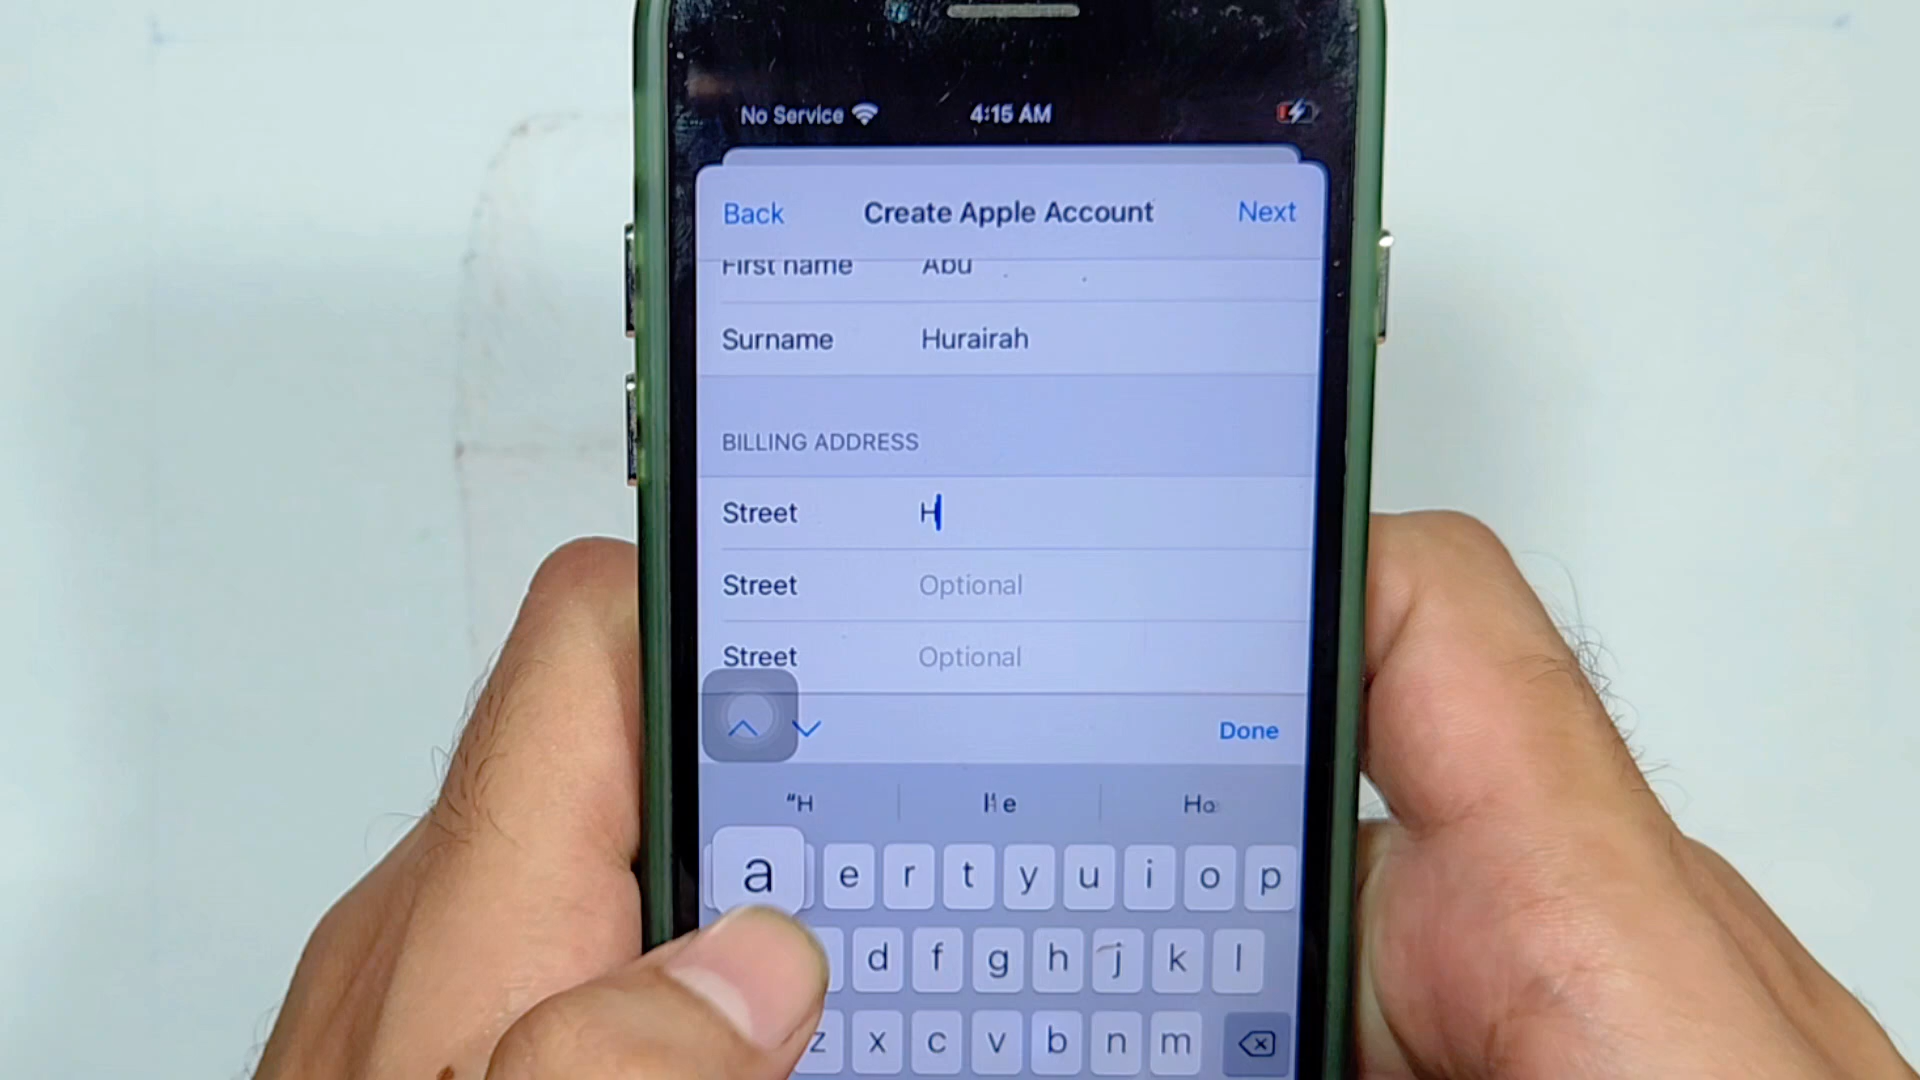 No Service 4:15 AM
Back Create Apple Account Next
First name Abu
Surname Hurairah
BILLING ADDRESS
Street H
Street Optional
Street Optional
Done
“H He Ha
a e r t y u i o p
d f g h j k l
z x c v b n m